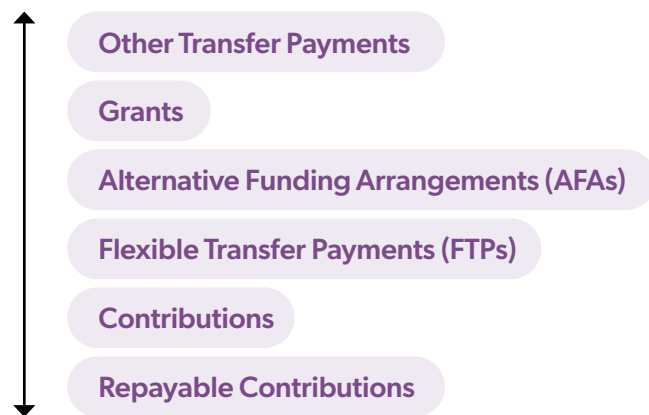 Other Transfer Payments
Grants
Alternative Funding Arrangements (AFAs)
Flexible Transfer Payments (FTPs)
Contributions
Repayable Contributions